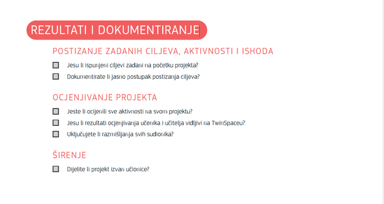 REZULTATI I DOKUMENTIRANJE
POSTIZANJE ZADANIH CILJEVA, AKTIVNOSTI I ISHODA
Jesu li ispunjeni ciljevi zadani na početku projekta?
Dokumentirate li jasno postupak postizanja ciljeva?
OCJENJIVANJE PROJEKTA
Jeste li ocijenili sve aktivnosti na svom projektu?
Jesu li rezultati ocjenjivanja učenika i učitelja vidljivi na TwinSpaceu?
Uključujete li razmišljanja svih sudionika?
ŠIRENJE
Dijelite li projekt izvan učionice?